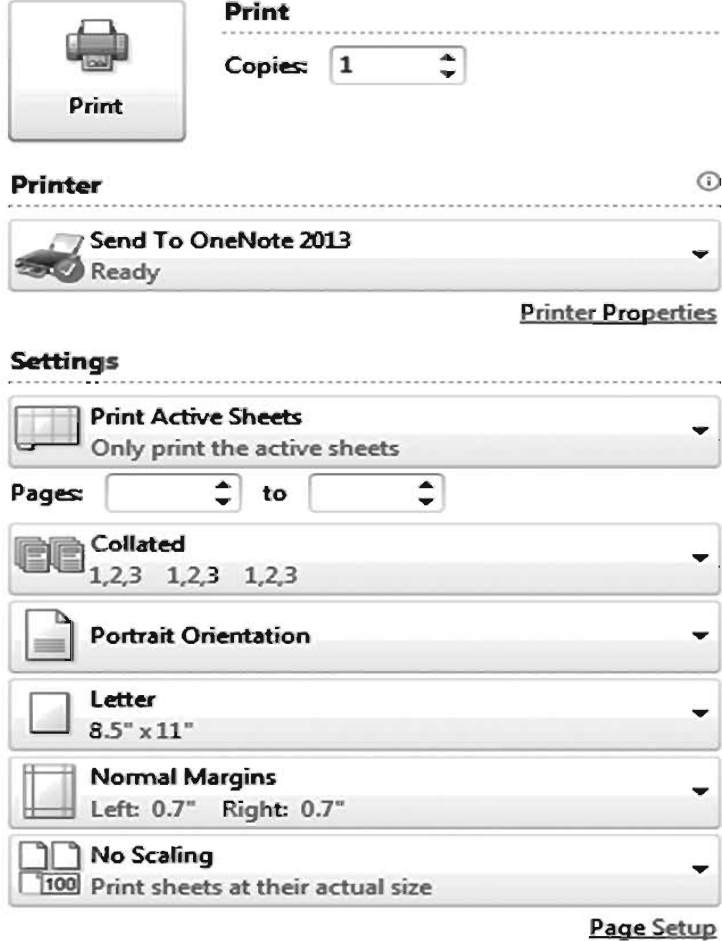 Print
Copies: 1
Print
Printer
Send To OneNote 2013
Ready
Printer Properties
Settings
Print Active Sheets
Only print the active sheets
Pages: to
Collated
1,2,3 1,2,3 1,2,3
Portrait Orientation
Letter
8.5" x 11"
Normal Margins
Left: 0.7" Right: 0.7"
No Scaling
100 Print sheets at their actual size
Page Setup